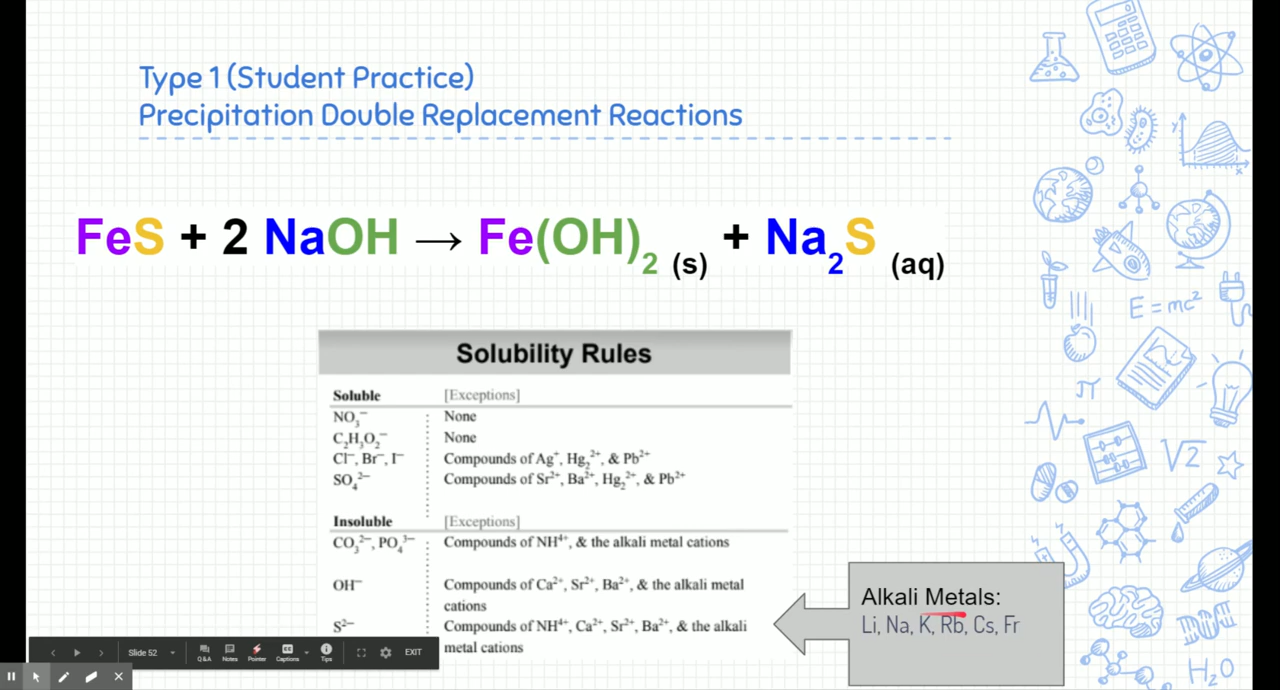 Type 1 (Student Practice)
Precipitation Double Replacement Reactions
FeS + 2 NaOH → Fe(OH)₂ (s) + Na₂S (aq)
Solubility Rules
Soluble [Exceptions]
NO₃⁻ None
C₂H₃O₂⁻ None
Cl⁻, Br⁻, I⁻ Compounds of Ag⁺, Hg₂²⁺, & Pb²⁺
SO₄²⁻ Compounds of Sr²⁺, Ba²⁺, Hg₂²⁺, & Pb²⁺
Insoluble [Exceptions]
CO₃²⁻, PO₄³⁻ Compounds of NH⁴⁺, & the alkali metal cations
OH⁻ Compounds of Ca²⁺, Sr²⁺, Ba²⁺, & the alkali metal
cations
S²⁻ Compounds of NH⁴⁺, Ca²⁺, Sr²⁺, Ba²⁺, & the alkali
metal cations
Alkali Metals:
Li, Na, K, Rb, Cs, Fr
Slide 52
Q&A Notes Pointer Captions Tips
EXIT
y
x
E = mc²
π
√2
H₂O